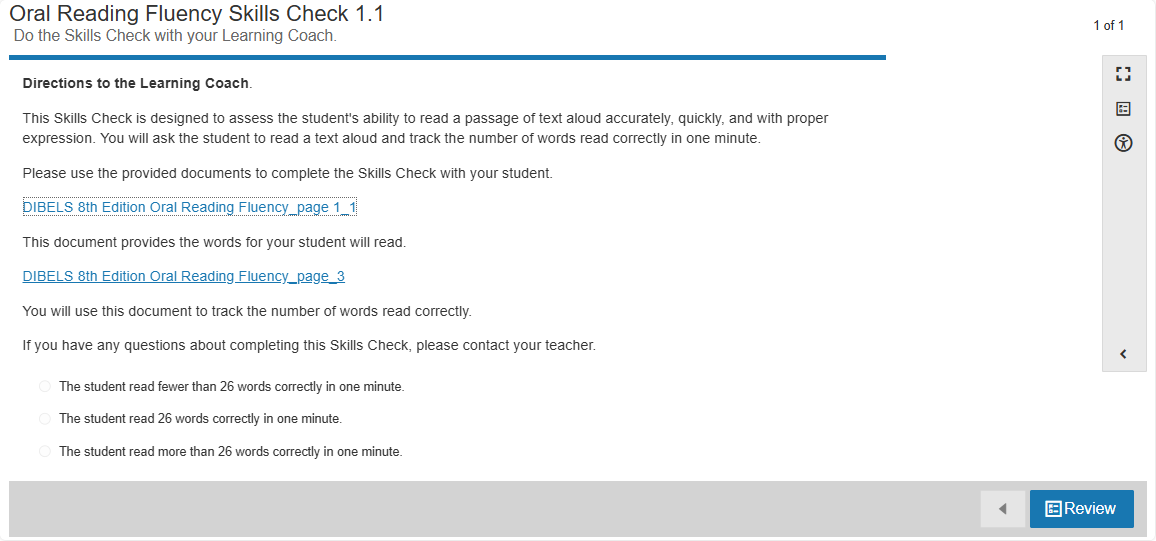 Oral Reading Fluency Skills Check 1.1
Do the Skills Check with your Learning Coach.
1 of 1
Directions to the Learning Coach.
This Skills Check is designed to assess the student's ability to read a passage of text aloud accurately, quickly, and with proper
expression. You will ask the student to read a text aloud and track the number of words read correctly in one minute.
Please use the provided documents to complete the Skills Check with your student.
DIBELS 8th Edition Oral Reading Fluency_page 1_1
This document provides the words for your student will read.
DIBELS 8th Edition Oral Reading Fluency_page_3
You will use this document to track the number of words read correctly.
If you have any questions about completing this Skills Check, please contact your teacher.
The student read fewer than 26 words correctly in one minute.
The student read 26 words correctly in one minute.
The student read more than 26 words correctly in one minute.
Review